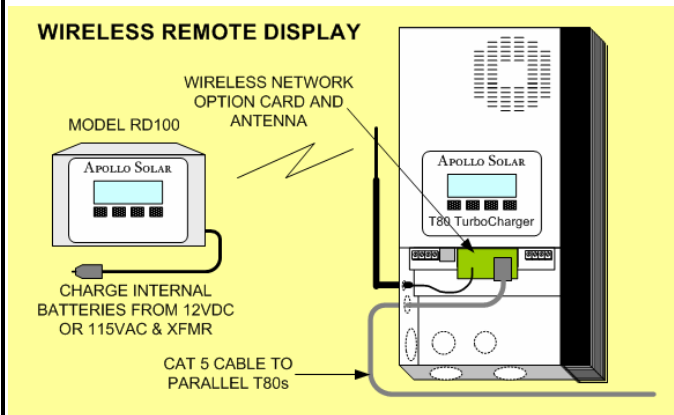 WIRELESS REMOTE DISPLAY
WIRELESS NETWORK
OPTION CARD AND
ANTENNA
MODEL RD100
APOLLO SOLAR
APOLLO SOLAR
T80 TurboCharger
CHARGE INTERNAL
BATTERIES FROM 12VDC
OR 115VAC & XFMR
CAT 5 CABLE TO
PARALLEL T80s